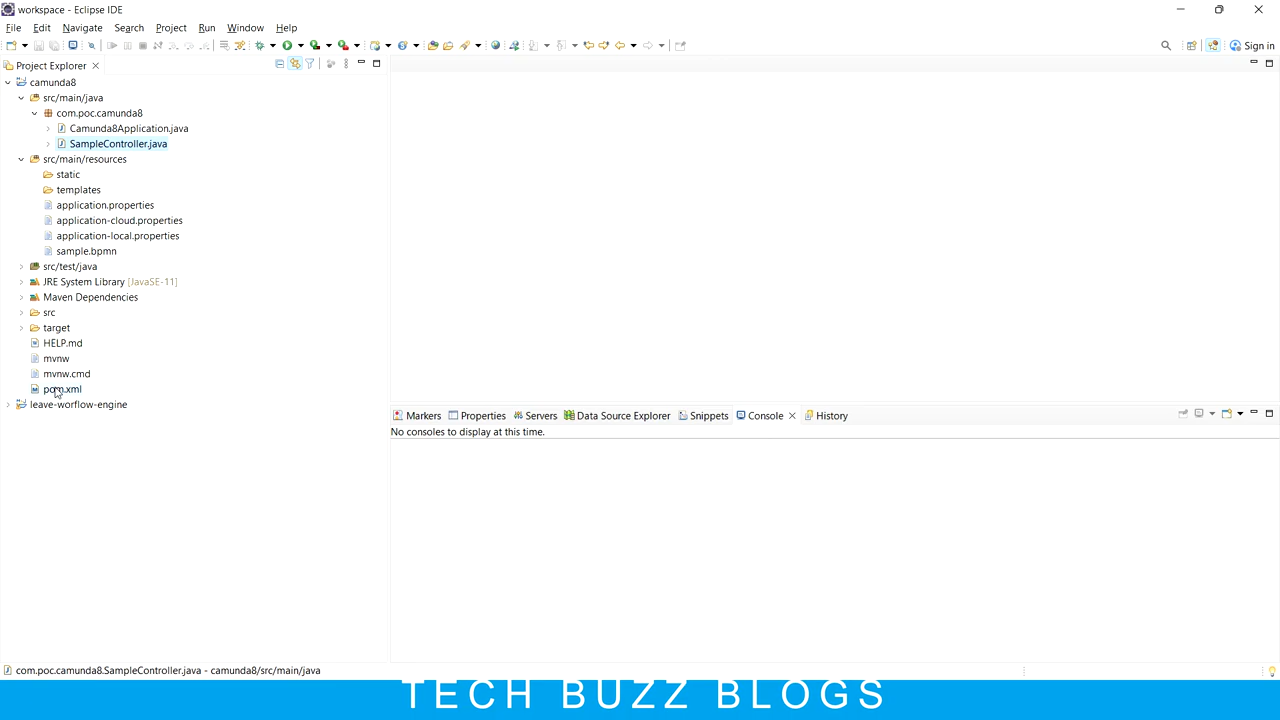 workspace - Eclipse IDE
File Edit Navigate Search Project Run Window Help
Sign in
Project Explorer
camunda8
src/main/java
com.poc.camunda8
Camunda8Application.java
SampleController.java
src/main/resources
static
templates
application.properties
application-cloud.properties
application-local.properties
sample.bpmn
src/test/java
JRE System Library [JavaSE-11]
Maven Dependencies
src
target
HELP.md
mvnw
mvnw.cmd
pom.xml
leave-worflow-engine
Markers Properties Servers Data Source Explorer Snippets Console History
No consoles to display at this time.
com.poc.camunda8.SampleController.java - camunda8/src/main/java
TECH BUZZ BLOGS